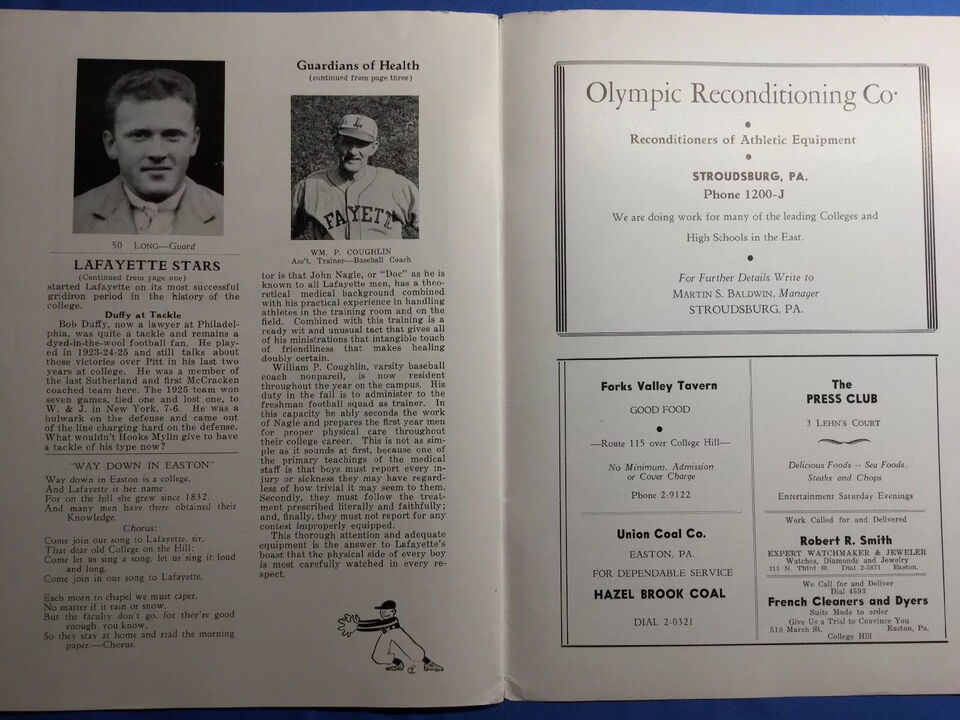 50 LONG—Guard
LAFAYETTE STARS
(Continued from page one)
started Lafayette on its most successful
gridiron period in the history of the
college.
Duffy at Tackle
Bob Duffy, now a lawyer at Philadel-
phia, was quite a tackle and remains a
dyed-in-the-wool football fan. He play-
ed in 1923-24-25 and still talks about
those victories over Pitt in his last two
years at college. He was a member of
the last Sutherland and first McCracken
coached team here. The 1925 team won
seven games, tied one and lost one, to
W. & J. in New York, 7-6. He was a
bulwark on the defense and came out
of the line charging hard on the defense.
What wouldn't Hooks Mylin give to have
a tackle of his type now?
"WAY DOWN IN EASTON"
Way down in Easton is a college,
And Lafayette is her name;
For on the hill she grew since 1832,
And many men have there obtained their
Knowledge.
Chorus:
Come join our song to Lafayette, sir,
That dear old College on the Hill;
Come let us sing a song, let us sing it loud
and long,
Come join in our song to Lafayette.
Each morn to chapel we must caper,
No matter if it rain or snow,
But the faculty don't go, for they're good
enough, you know,
So they stay at home and read the morning
paper.—Chorus.
Guardians of Health
(continued from page three)
L
FAYETT
WM. P. COUGHLIN
Ass't. Trainer—Baseball Coach
tor is that John Nagle, or "Doc" as he is
known to all Lafayette men, has a theo-
retical medical background combined
with his practical experience in handling
athletes in the training room and on the
field. Combined with this training is a
ready wit and unusual tact that gives all
of his ministrations that intangible touch
of friendliness that makes healing
doubly certain.
William P. Coughlin, varsity baseball
coach nonpareil, is now resident
throughout the year on the campus. His
duty in the fall is to administer to the
freshman football squad as trainer. In
this capacity he ably seconds the work
of Nagle and prepares the first year men
for proper physical care throughout
their college career. This is not as sim-
ple as it sounds at first, because one of
the primary teachings of the medical
staff is that boys must report every in-
jury or sickness they may have regard-
less of how trivial it may seem to them.
Secondly, they must follow the treat-
ment prescribed literally and faithfully;
and, finally, they must not report for any
contest improperly equipped.
This thorough attention and adequate
equipment is the answer to Lafayette's
boast that the physical side of every boy
is most carefully watched in every re-
spect.
Olympic Reconditioning Co.
Reconditioners of Athletic Equipment
STROUDSBURG, PA.
Phone 1200-J
We are doing work for many of the leading Colleges and
High Schools in the East.
For Further Details Write to
MARTIN S. BALDWIN, Manager
STROUDSBURG, PA.
Forks Valley Tavern
GOOD FOOD
—Route 115 over College Hill—
No Minimum, Admission
or Cover Charge
Phone 2-9122
Union Coal Co.
EASTON, PA.
FOR DEPENDABLE SERVICE
HAZEL BROOK COAL
DIAL 2-0321
The
PRESS CLUB
3 LEHN'S COURT
Delicious Foods -- Sea Foods.
Steaks and Chops
Entertainment Saturday Evenings
Work Called for and Delivered
Robert R. Smith
EXPERT WATCHMAKER & JEWELER
Watches, Diamonds and Jewelry
211 N. Third St. Dial 2-5871 Easton,
We Call for and Deliver
Dial 4593
French Cleaners and Dyers
Suits Made to order
Give Us a Trial to Convince You
516 March St. Easton, Pa.
College Hill